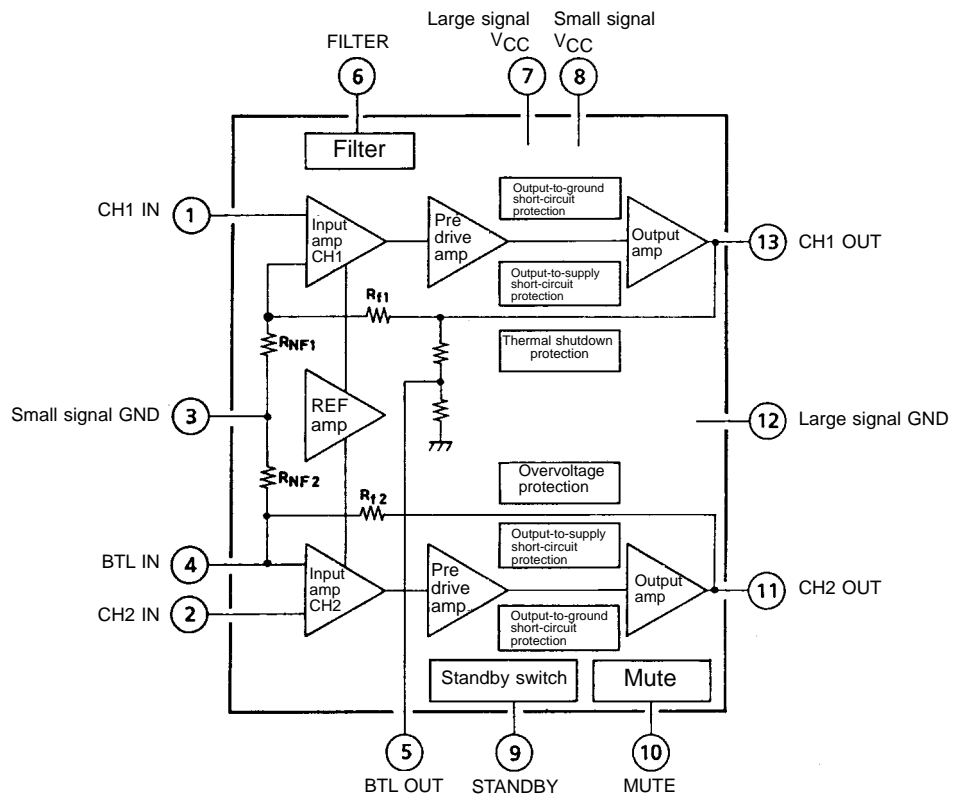 Large signal
VCC
Small signal
VCC
FILTER
6
7
8
Filter
Output-to-ground
short-circuit
protection
CH1 IN
1
Input
amp
CH1
Pre
drive
amp
Output
amp
13
CH1 OUT
Output-to-supply
short-circuit
protection
Rf1
RNF1
Thermal shutdown
protection
Small signal GND
3
REF
amp
12
Large signal GND
RNF2
Overvoltage
protection
Rf2
Output-to-supply
short-circuit
protection
BTL IN
4
Input
amp
CH2
Pre
drive
amp
Output
amp
11
CH2 OUT
CH2 IN
2
Output-to-ground
short-circuit
protection
Standby switch
Mute
5
9
10
BTL OUT
STANDBY
MUTE